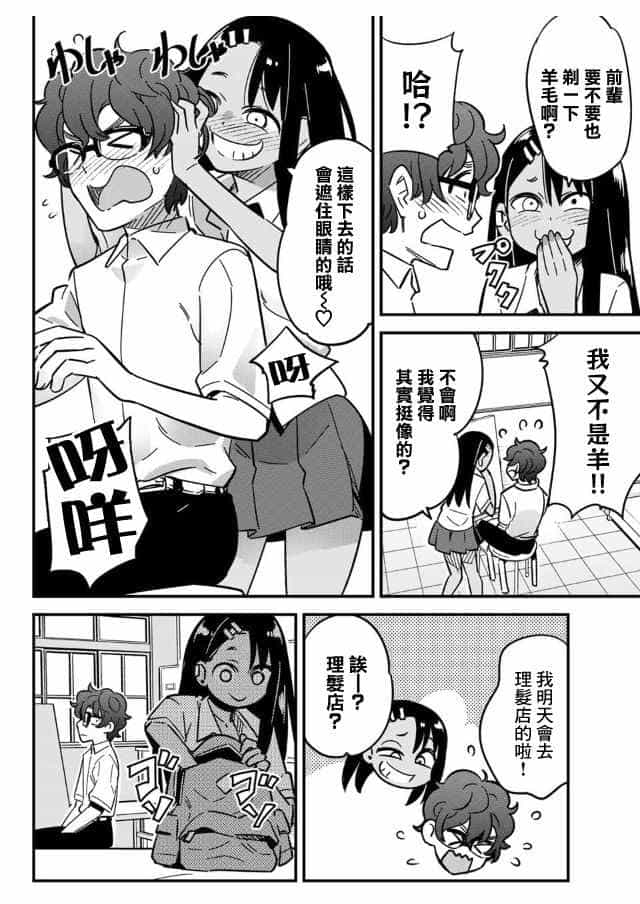 前輩
要不要也
剃一下
羊毛啊？
哈!?
プククク
我又不是羊!!
不會啊
我覺得
其實挺像的？
わしゃ
わしゃ
這樣下去的話
會遮住眼睛的哦～♡
呀
呀咩
我明天會去
理髮店的啦！
誒ー？
理髮店？
ゴソ
ゴソ